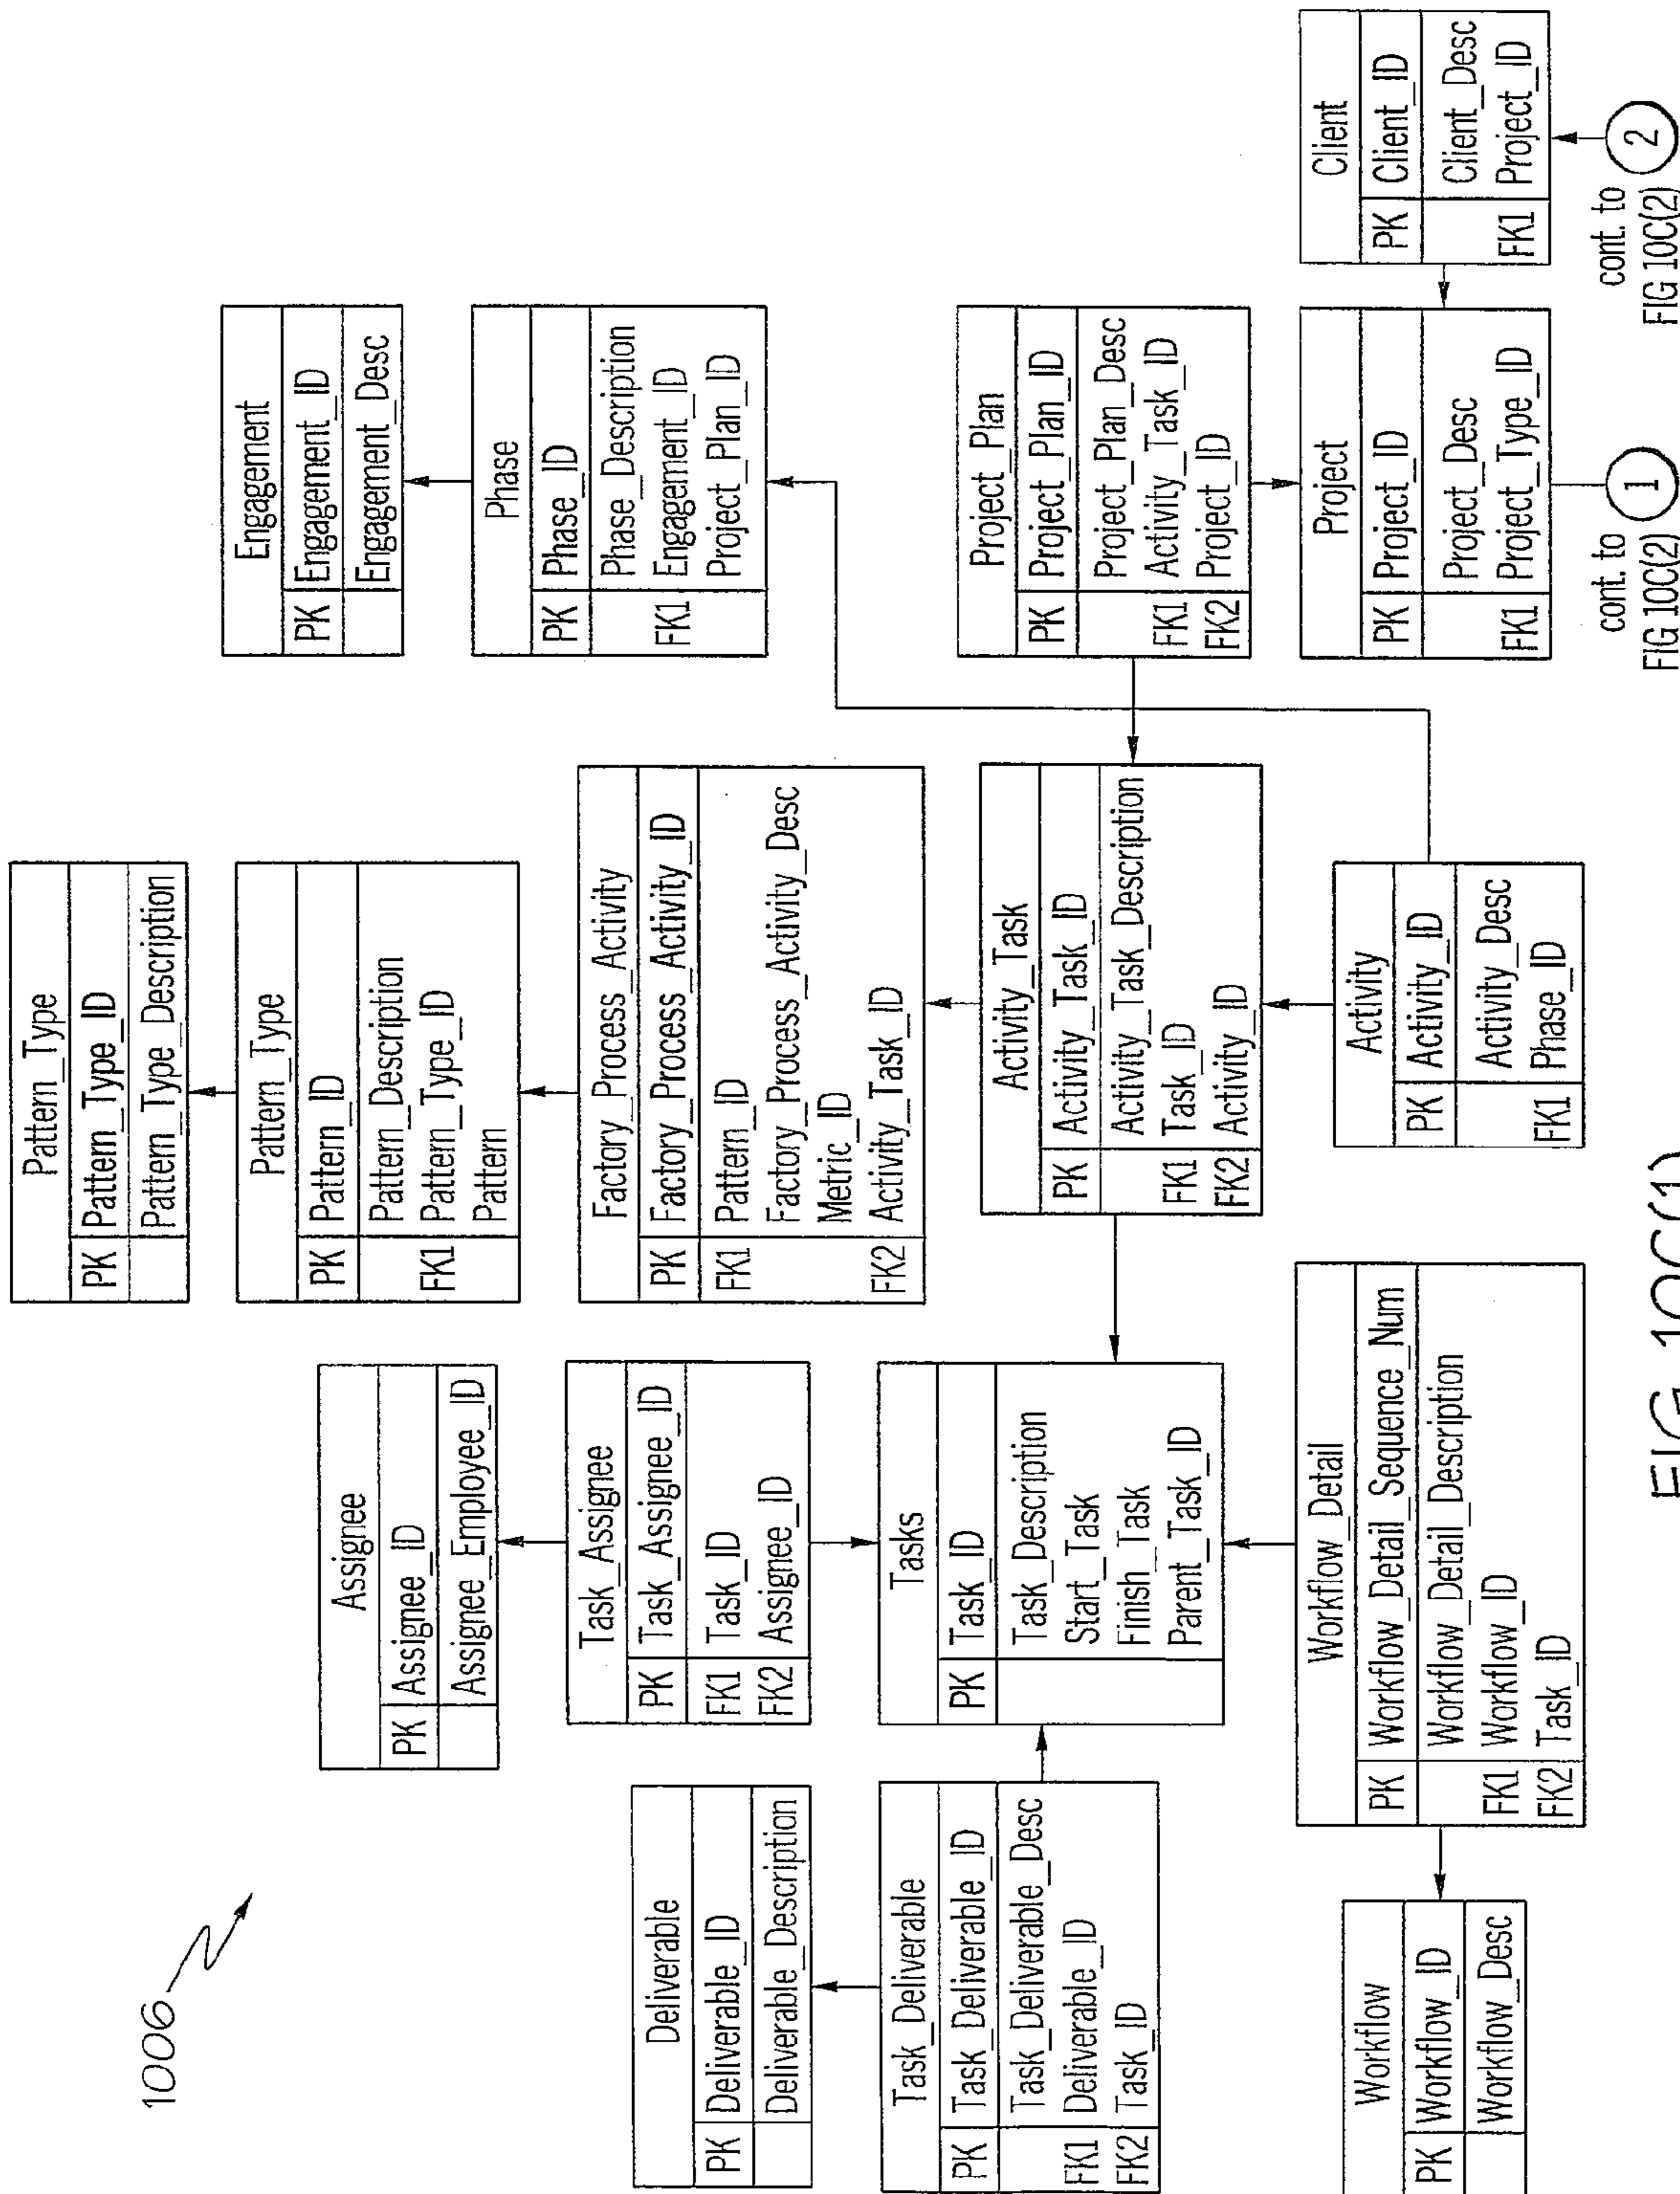 1006
Pattern_Type
PK Pattern_Type_ID
Pattern_Type_Description
Pattern_Type
PK Pattern_ID
Pattern_Description
FK1 Pattern_Type_ID
Pattern
Engagement
PK Engagement_ID
Engagement_Desc
Assignee
PK Assignee_ID
Assignee_Employee_ID
Phase
PK Phase_ID
Phase_Description
FK1 Engagement_ID
Project_Plan_ID
Factory_Process_Activity
PK Factory_Process_Activity_ID
FK1 Pattern_ID
Factory_Process_Activity_Desc
Metric_ID
FK2 Activity_Task_ID
Task_Assignee
PK Task_Assignee_ID
FK1 Task_ID
FK2 Assignee_ID
Deliverable
PK Deliverable_ID
Deliverable_Description
Task_Deliverable
PK Task_Deliverable_ID
Task_Deliverable_Desc
FK1 Deliverable_ID
FK2 Task_ID
Tasks
PK Task_ID
Task_Description
Start_Task
Finish_Task
Parent_Task_ID
Activity_Task
PK Activity_Task_ID
Activity_Task_Description
FK1 Task_ID
FK2 Activity_ID
Project_Plan
PK Project_Plan_ID
Project_Plan_Desc
FK1 Activity_Task_ID
FK2 Project_ID
Workflow
PK Workflow_ID
Workflow_Desc
Workflow_Detail
PK Workflow_Detail_Sequence_Num
Workflow_Detail_Description
FK1 Workflow_ID
FK2 Task_ID
Activity
PK Activity_ID
Activity_Desc
FK1 Phase_ID
Project
PK Project_ID
Project_Desc
FK1 Project_Type_ID
Client
PK Client_ID
Client_Desc
FK1 Project_ID
cont. to
FIG 10C(2) 1
cont. to
FIG 10C(2) 2
FIG. 10C(1)